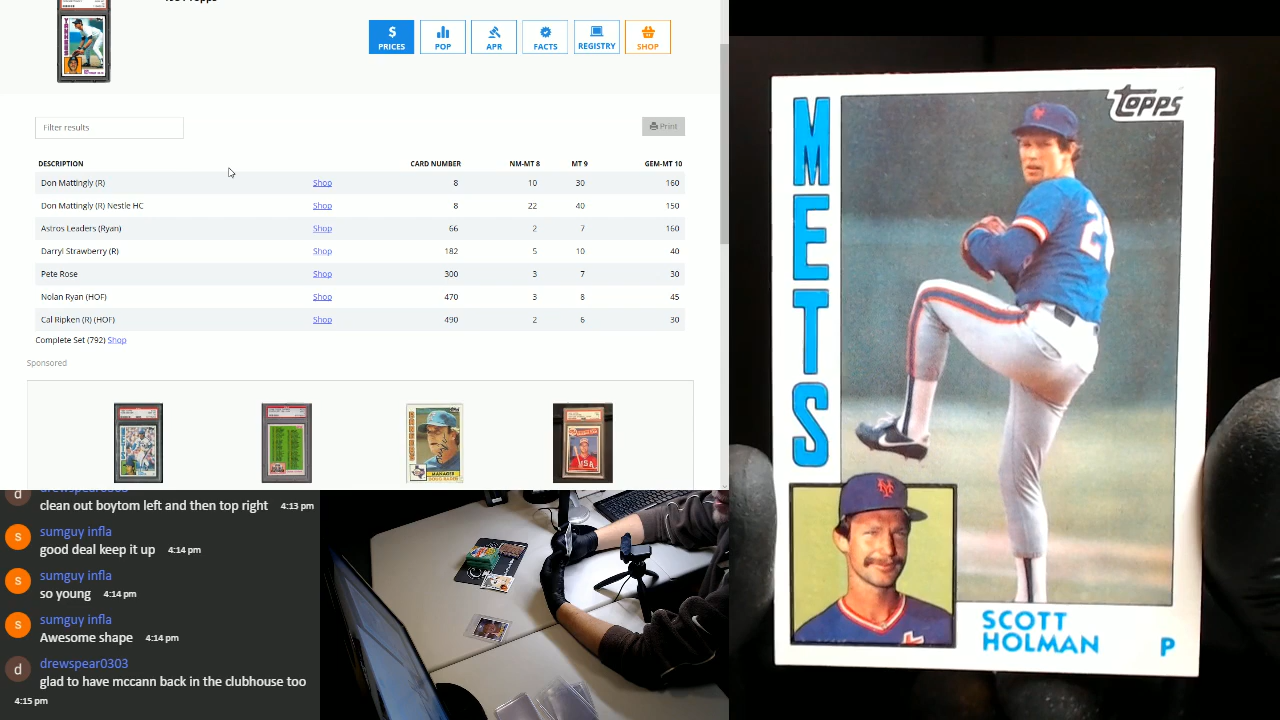 PRICES
POP
APR
FACTS
REGISTRY
SHOP
Filter results
Print
DESCRIPTION CARD NUMBER NM-MT 8 MT 9 GEM-MT 10
Don Mattingly (R) Shop 8 10 30 160
Don Mattingly (R) Nestle HC Shop 8 22 40 150
Astros Leaders (Ryan) Shop 66 2 7 160
Darryl Strawberry (R) Shop 182 5 10 40
Pete Rose Shop 300 3 7 30
Nolan Ryan (HOF) Shop 470 3 8 45
Cal Ripken (R) (HOF) Shop 490 2 6 30
Complete Set (792) Shop
Sponsored
clean out boytom left and then top right 4:13 pm
sumguy infla
good deal keep it up 4:14 pm
sumguy infla
so young 4:14 pm
sumguy infla
Awesome shape 4:14 pm
drewspear0303
glad to have mccann back in the clubhouse too
4:15 pm
TOPPS
METS
SCOTT
HOLMAN
P